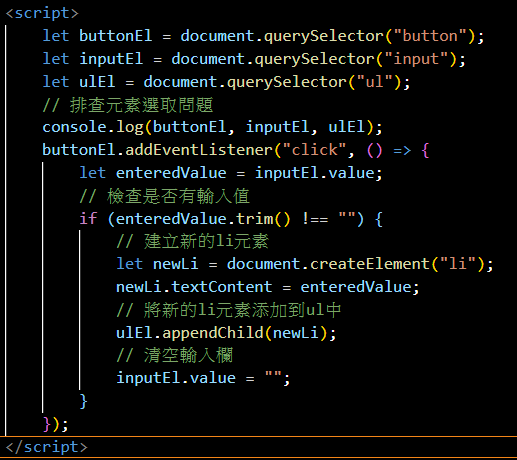 <script>
let buttonEl = document.querySelector("button");
let inputEl = document.querySelector("input");
let ulEl = document.querySelector("ul");
// 排查元素選取問題
console.log(buttonEl, inputEl, ulEl);
buttonEl.addEventListener("click", () => {
let enteredValue = inputEl.value;
// 檢查是否有輸入值
if (enteredValue.trim() !== "") {
// 建立新的li元素
let newLi = document.createElement("li");
newLi.textContent = enteredValue;
// 將新的li元素添加到ul中
ulEl.appendChild(newLi);
// 清空輸入欄
inputEl.value = "";
}
});
</script>